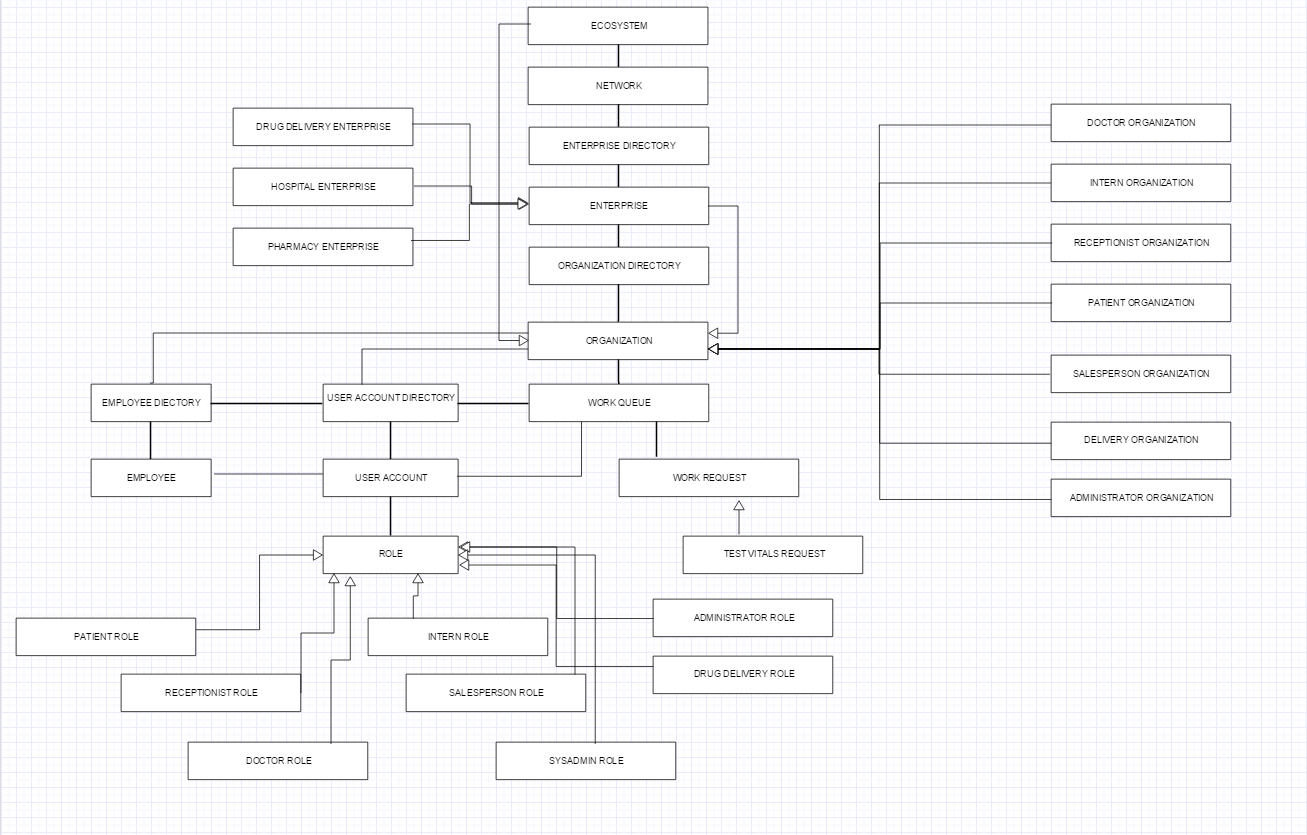 ECOSYSTEM
NETWORK
ENTERPRISE DIRECTORY
ENTERPRISE
ORGANIZATION DIRECTORY
ORGANIZATION
DRUG DELIVERY ENTERPRISE
HOSPITAL ENTERPRISE
PHARMACY ENTERPRISE
DOCTOR ORGANIZATION
INTERN ORGANIZATION
RECEPTIONIST ORGANIZATION
PATIENT ORGANIZATION
SALESPERSON ORGANIZATION
DELIVERY ORGANIZATION
ADMINISTRATOR ORGANIZATION
EMPLOYEE DIECTORY
USER ACCOUNT DIRECTORY
WORK QUEUE
EMPLOYEE
USER ACCOUNT
WORK REQUEST
ROLE
TEST VITALS REQUEST
PATIENT ROLE
INTERN ROLE
ADMINISTRATOR ROLE
RECEPTIONIST ROLE
SALESPERSON ROLE
DRUG DELIVERY ROLE
DOCTOR ROLE
SYSADMIN ROLE